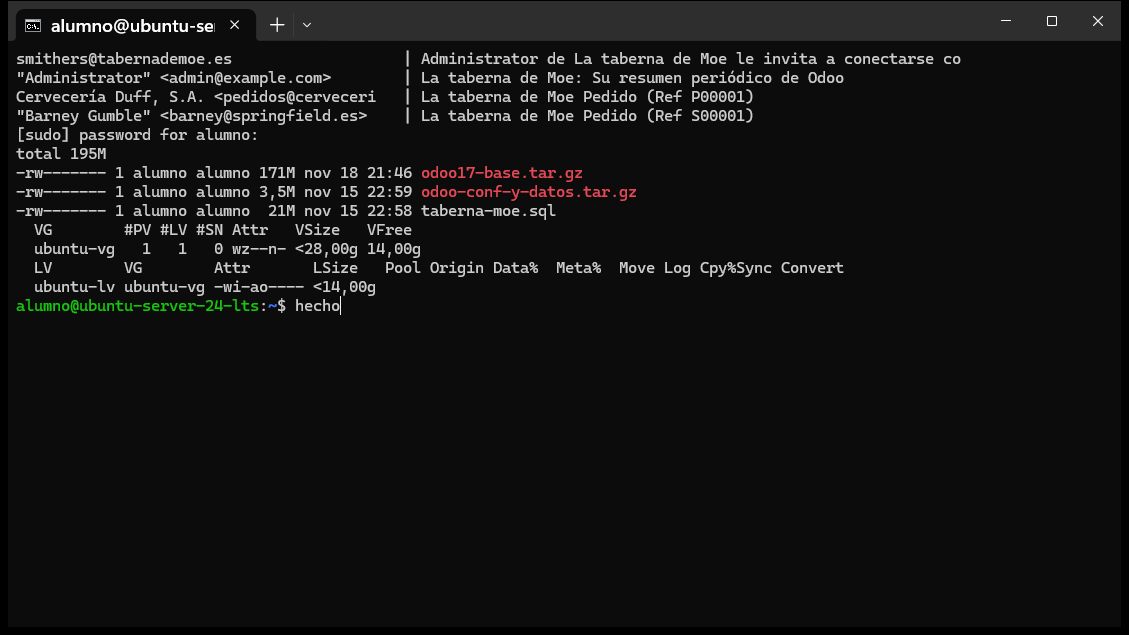 alumno@ubuntu-se
smithers@tabernademoe.es | Administrator de La taberna de Moe le invita a conectarse co
"Administrator" <admin@example.com> | La taberna de Moe: Su resumen periódico de Odoo
Cervecería Duff, S.A. <pedidos@cerveceri | La taberna de Moe Pedido (Ref P00001)
"Barney Gumble" <barney@springfield.es> | La taberna de Moe Pedido (Ref S00001)
[sudo] password for alumno:
total 195M
-rw------- 1 alumno alumno 171M nov 18 21:46 odoo17-base.tar.gz
-rw------- 1 alumno alumno 3,5M nov 15 22:59 odoo-conf-y-datos.tar.gz
-rw------- 1 alumno alumno 21M nov 15 22:58 taberna-moe.sql
VG #PV #LV #SN Attr VSize VFree
ubuntu-vg 1 1 0 wz--n- <28,00g 14,00g
LV VG Attr LSize Pool Origin Data% Meta% Move Log Cpy%Sync Convert
ubuntu-lv ubuntu-vg -wi-ao---- <14,00g
alumno@ubuntu-server-24-lts:~$ hecho